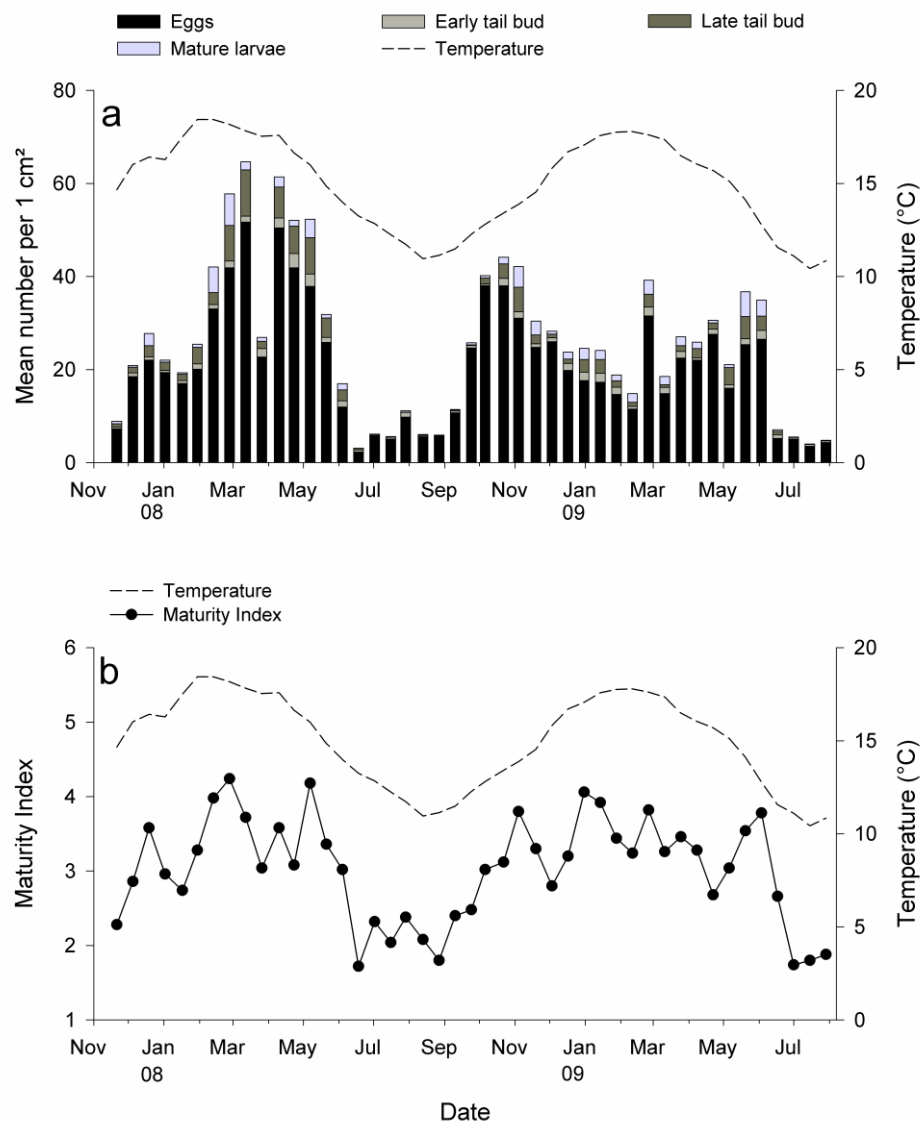 Eggs Early tail bud Late tail bud
Mature larvae Temperature
a
80 20
60 15
40 10
20 5
0 0
Mean number per 1 cm²
Temperature (°C)
Nov Jan Mar May Jul Sep Nov Jan Mar May Jul
08 09
Temperature
Maturity Index
b
6 20
5 15
4
3 10
2 5
1 0
Maturity Index
Temperature (°C)
Nov Jan Mar May Jul Sep Nov Jan Mar May Jul
08 09
Date